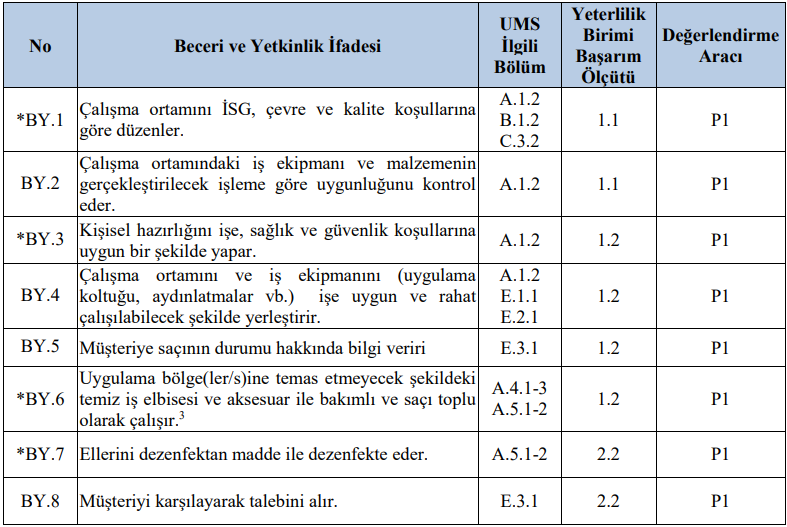 No
Beceri ve Yetkinlik İfadesi
UMS
İlgili
Bölüm
Yeterlilik
Birimi
Başarım
Ölçütü
Değerlendirme
Aracı
*BY.1
Çalışma ortamını İSG, çevre ve kalite koşullarına
göre düzenler.
A.1.2
B.1.2
C.3.2
1.1
P1
BY.2
Çalışma ortamındaki iş ekipmanı ve malzemenin
gerçekleştirilecek işleme göre uygunluğunu kontrol
eder.
A.1.2
1.1
P1
*BY.3
Kişisel hazırlığını işe, sağlık ve güvenlik koşullarına
uygun bir şekilde yapar.
A.1.2
1.2
P1
BY.4
Çalışma ortamını ve iş ekipmanını (uygulama
koltuğu, aydınlatmalar vb.) işe uygun ve rahat
çalışılabilecek şekilde yerleştirir.
A.1.2
E.1.1
E.2.1
1.2
P1
BY.5
Müşteriye saçının durumu hakkında bilgi veriri
E.3.1
1.2
P1
*BY.6
Uygulama bölge(ler/s)ine temas etmeyecek şekildeki
temiz iş elbisesi ve aksesuar ile bakımlı ve saçı toplu
olarak çalışır.3
A.4.1-3
A.5.1-2
1.2
P1
*BY.7
Ellerini dezenfektan madde ile dezenfekte eder.
A.5.1-2
2.2
P1
BY.8
Müşteriyi karşılayarak talebini alır.
E.3.1
2.2
P1